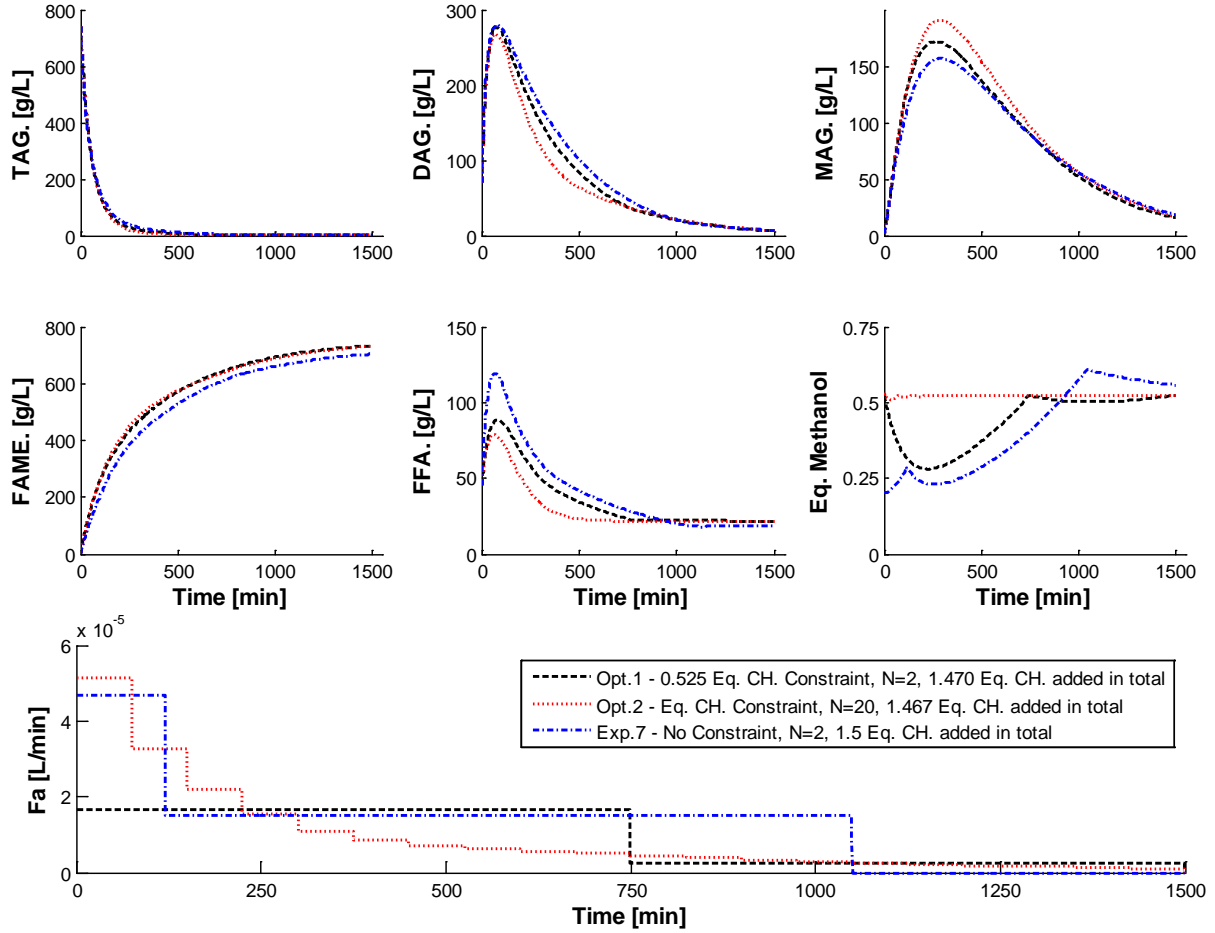 TAG. [g/L]
800
600
400
200
0
0 500 1000 1500
DAG. [g/L]
300
200
100
0
0 500 1000 1500
MAG. [g/L]
150
100
50
0
0 500 1000 1500
FAME. [g/L]
800
600
400
200
0
0 500 1000 1500
Time [min]
FFA. [g/L]
150
100
50
0
0 500 1000 1500
Time [min]
Eq. Methanol
0.75
0.5
0.25
0
0 500 1000 1500
Time [min]
x 10^-5
Fa [L/min]
6
4
2
0
0 250 500 750 1000 1250 1500
Time [min]
Opt.1 - 0.525 Eq. CH. Constraint, N=2, 1.470 Eq. CH. added in total
Opt.2 - Eq. CH. Constraint, N=20, 1.467 Eq. CH. added in total
Exp.7 - No Constraint, N=2, 1.5 Eq. CH. added in total